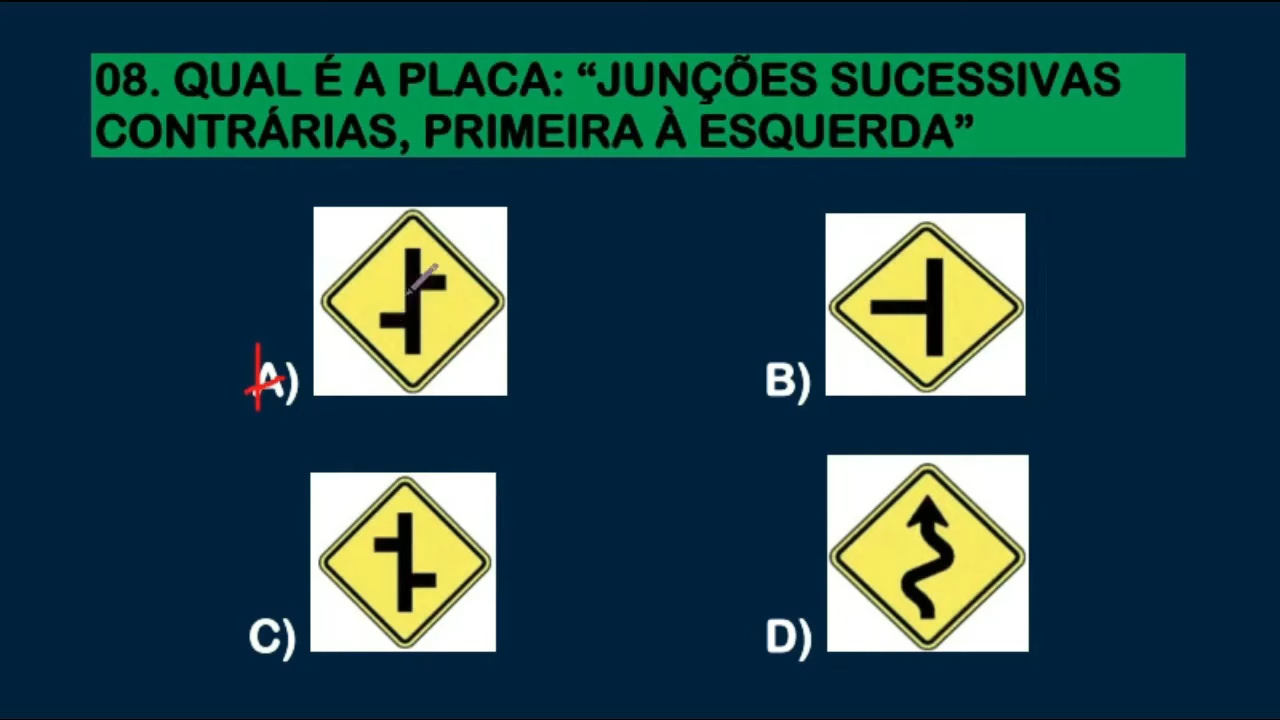 08. QUAL É A PLACA: “JUNÇÕES SUCESSIVAS
CONTRÁRIAS, PRIMEIRA À ESQUERDA”
A)
B)
C)
D)